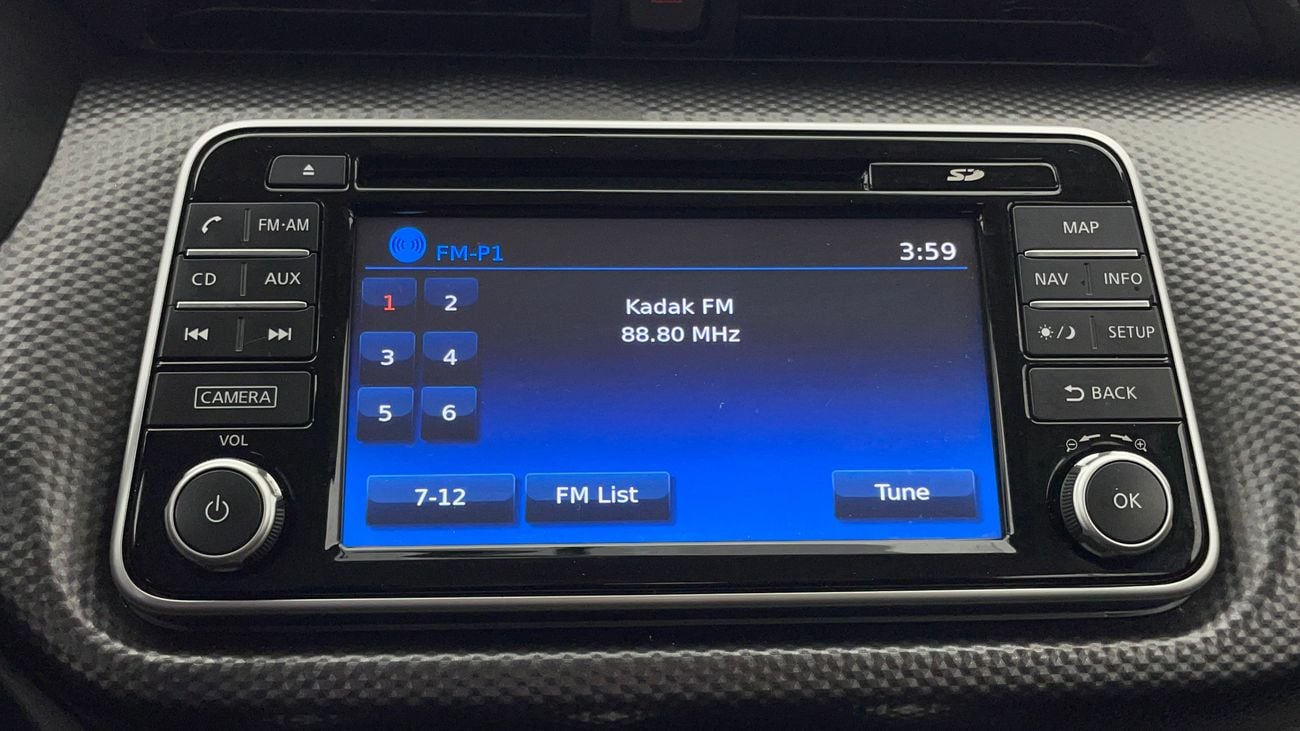 SD
FM·AM
CD AUX
CAMERA
VOL
FM-P1 3:59
1 2
3 4
5 6
Kadak FM
88.80 MHz
7-12 FM List Tune
MAP
NAV INFO
/ SETUP
BACK
OK